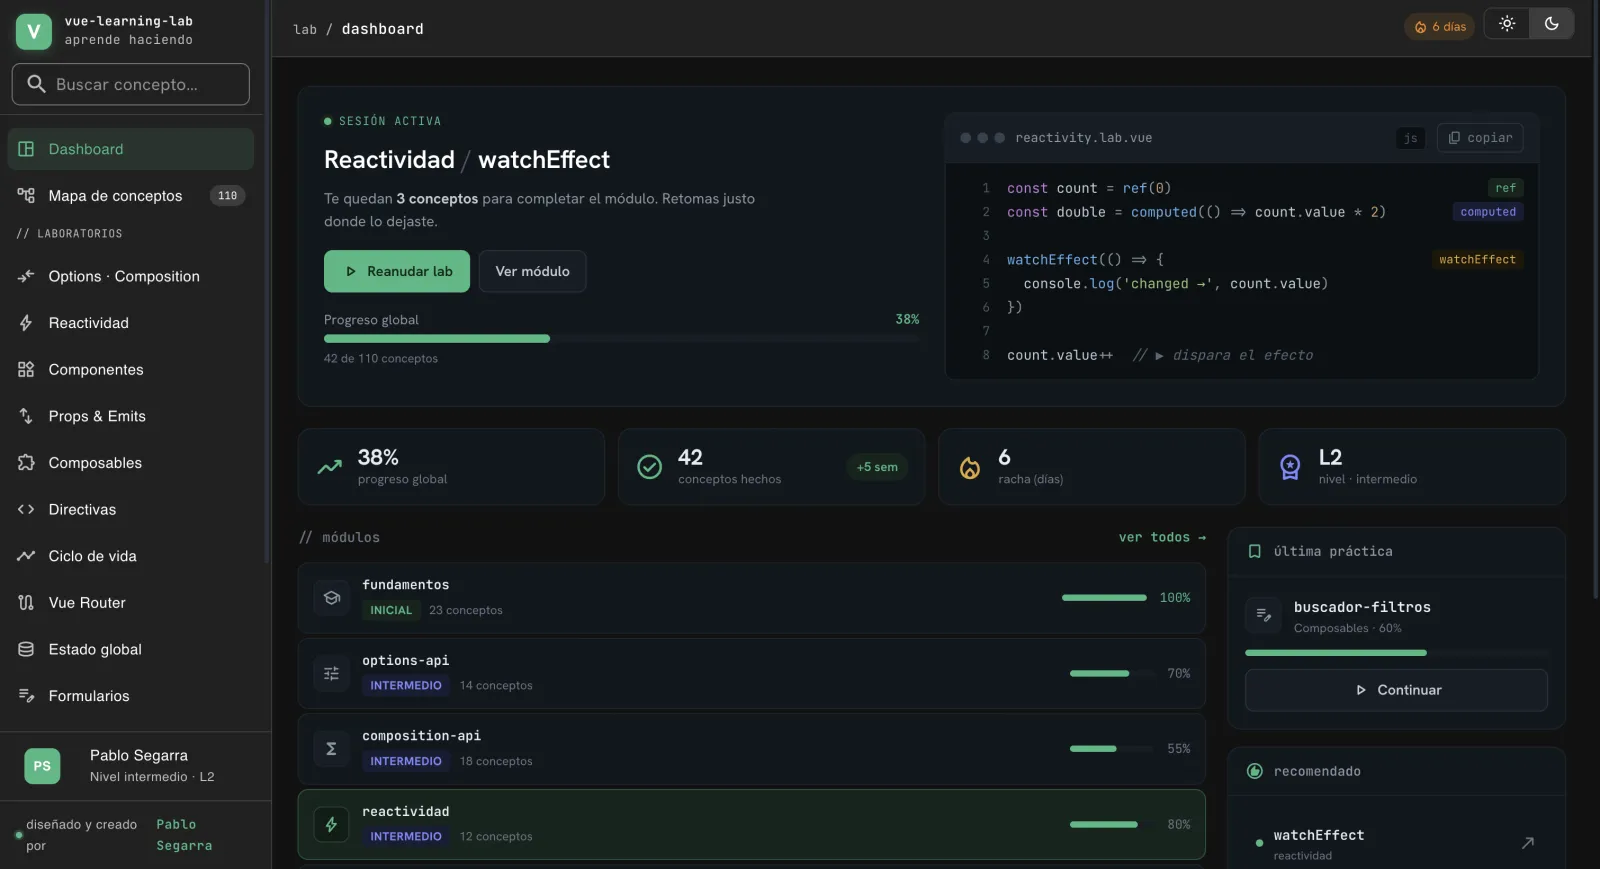 V
vue-learning-lab
aprende haciendo
Buscar concepto...
Dashboard
Mapa de conceptos 110
// LABORATORIOS
Options · Composition
Reactividad
Componentes
Props & Emits
Composables
Directivas
Ciclo de vida
Vue Router
Estado global
Formularios
PS
Pablo Segarra
Nivel intermedio · L2
diseñado y creado por
Pablo Segarra
lab / dashboard
6 días
SESIÓN ACTIVA
Reactividad / watchEffect
Te quedan 3 conceptos para completar el módulo. Retomas justo
donde lo dejaste.
Reanudar lab
Ver módulo
Progreso global 38%
42 de 110 conceptos
reactivity.lab.vue js copiar
1 const count = ref(0) ref
2 const double = computed(() => count.value * 2) computed
3
4 watchEffect(() => { watchEffect
5 console.log('changed →', count.value)
6 })
7
8 count.value++ // ▶ dispara el efecto
38%
progreso global
42
conceptos hechos
+5 sem
6
racha (días)
L2
nivel · intermedio
// módulos ver todos →
fundamentos
INICIAL 23 conceptos
100%
options-api
INTERMEDIO 14 conceptos
70%
composition-api
INTERMEDIO 18 conceptos
55%
reactividad
INTERMEDIO 12 conceptos
80%
última práctica
buscador-filtros
Composables · 60%
Continuar
recomendado
watchEffect
reactividad